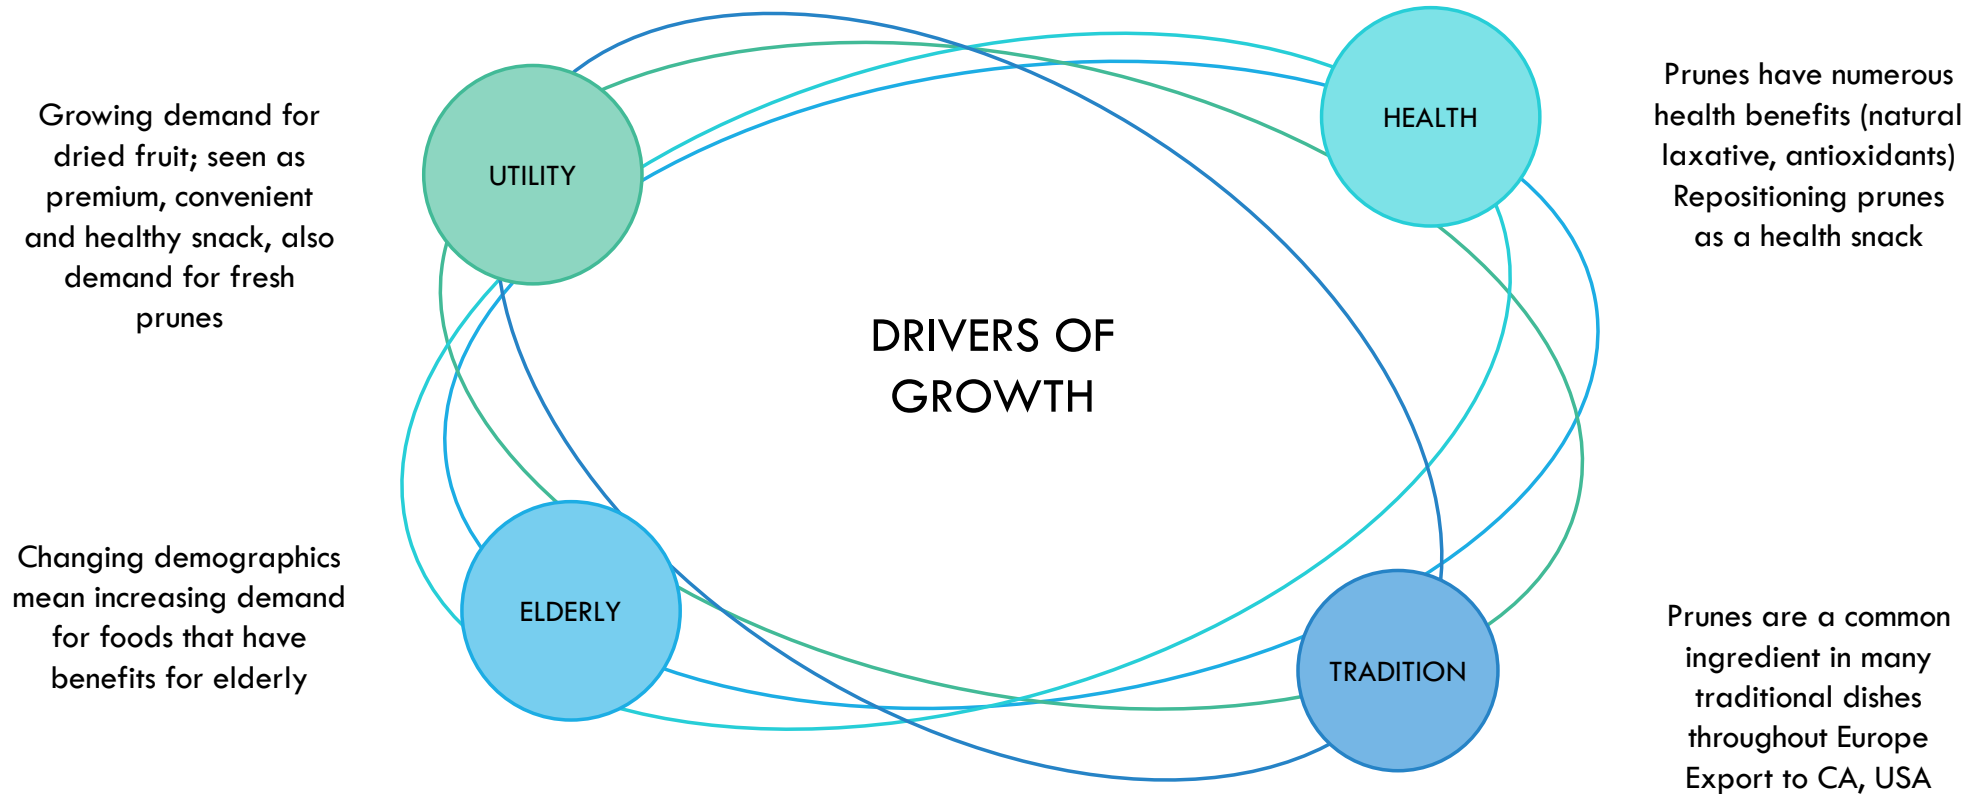 Growing demand for
dried fruit; seen as
premium, convenient
and healthy snack, also
demand for fresh
prunes
UTILITY
HEALTH
Prunes have numerous
health benefits (natural
laxative, antioxidants)
Repositioning prunes
as a health snack
DRIVERS OF
GROWTH
Changing demographics
mean increasing demand
for foods that have
benefits for elderly
ELDERLY
TRADITION
Prunes are a common
ingredient in many
traditional dishes
throughout Europe
Export to CA, USA